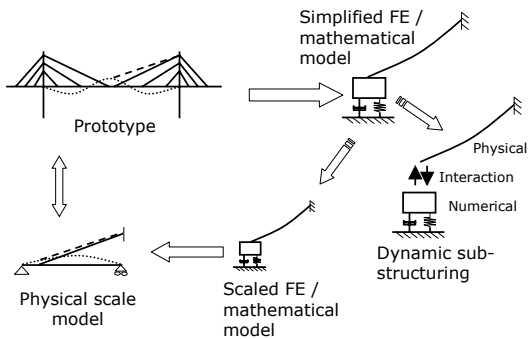 Simplified FE /
mathematical
model
Prototype
Physical
Interaction
Numerical
Dynamic sub-
structuring
Physical scale
model
Scaled FE /
mathematical
model